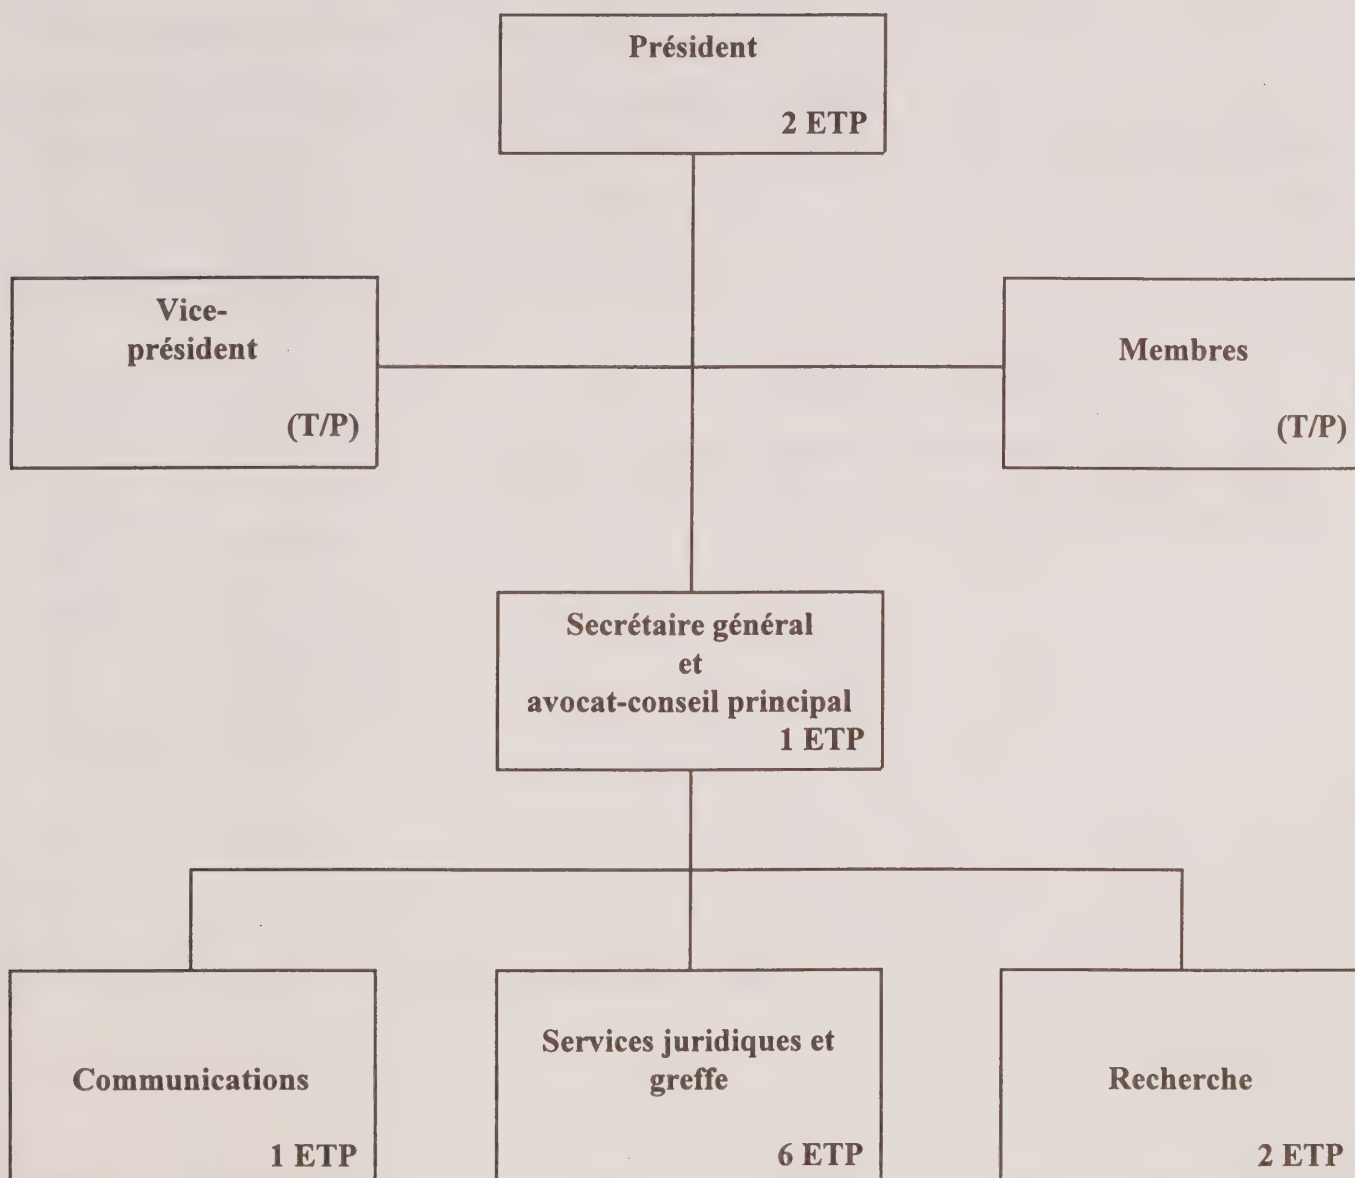 Président
2 ETP
Vice-
président
(T/P)
Membres
(T/P)
Secrétaire général
et
avocat-conseil principal
1 ETP
Communications
1 ETP
Services juridiques et
greffe
6 ETP
Recherche
2 ETP